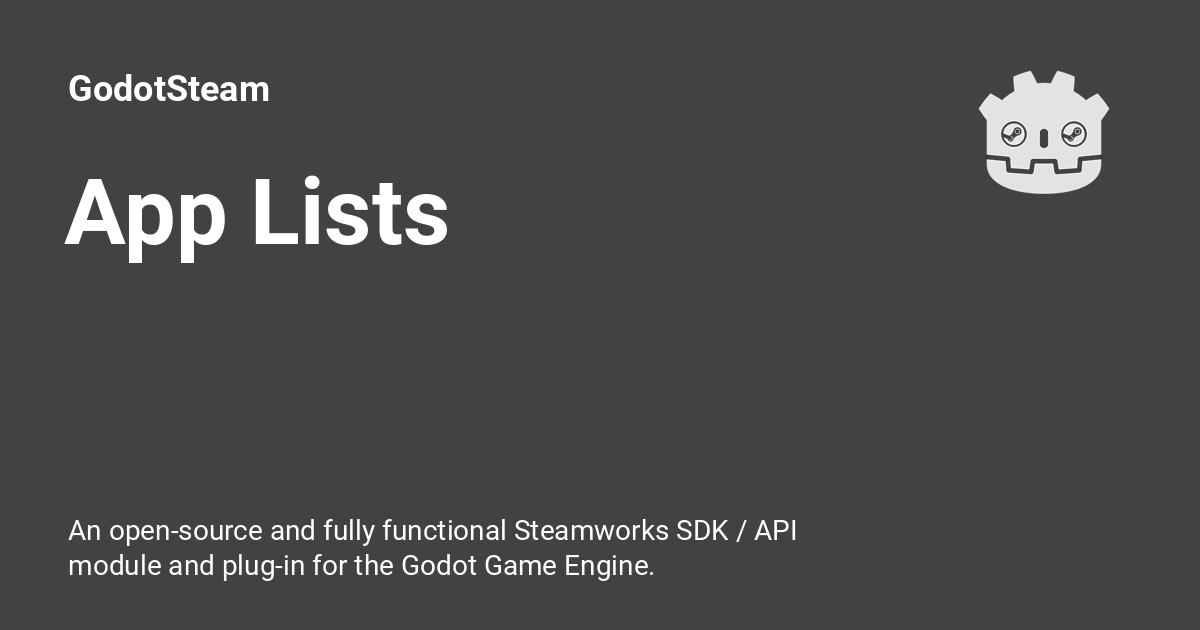 GodotSteam
App Lists
An open-source and fully functional Steamworks SDK / API
module and plug-in for the Godot Game Engine.